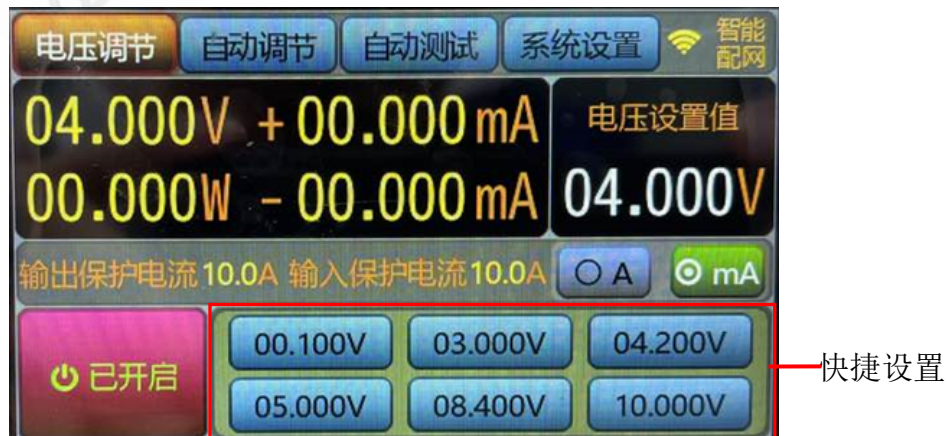 电压调节 自动调节 自动测试 系统设置 智能配网
04.000V +00.000mA 电压设置值
00.000W -00.000mA 04.000V
输出保护电流10.0A 输入保护电流10.0A A mA
已开启 00.100V 03.000V 04.200V
05.000V 08.400V 10.000V
快捷设置